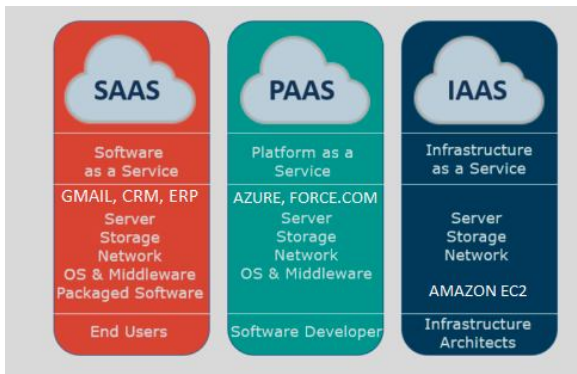 SAAS
Software
as a Service
GMAIL, CRM, ERP
Server
Storage
Network
OS & Middleware
Packaged Software
End Users
PAAS
Platform as a
Service
AZURE, FORCE.COM
Server
Storage
Network
OS & Middleware
Software Developer
IAAS
Infrastructure
as a Service
Server
Storage
Network
AMAZON EC2
Infrastructure
Architects